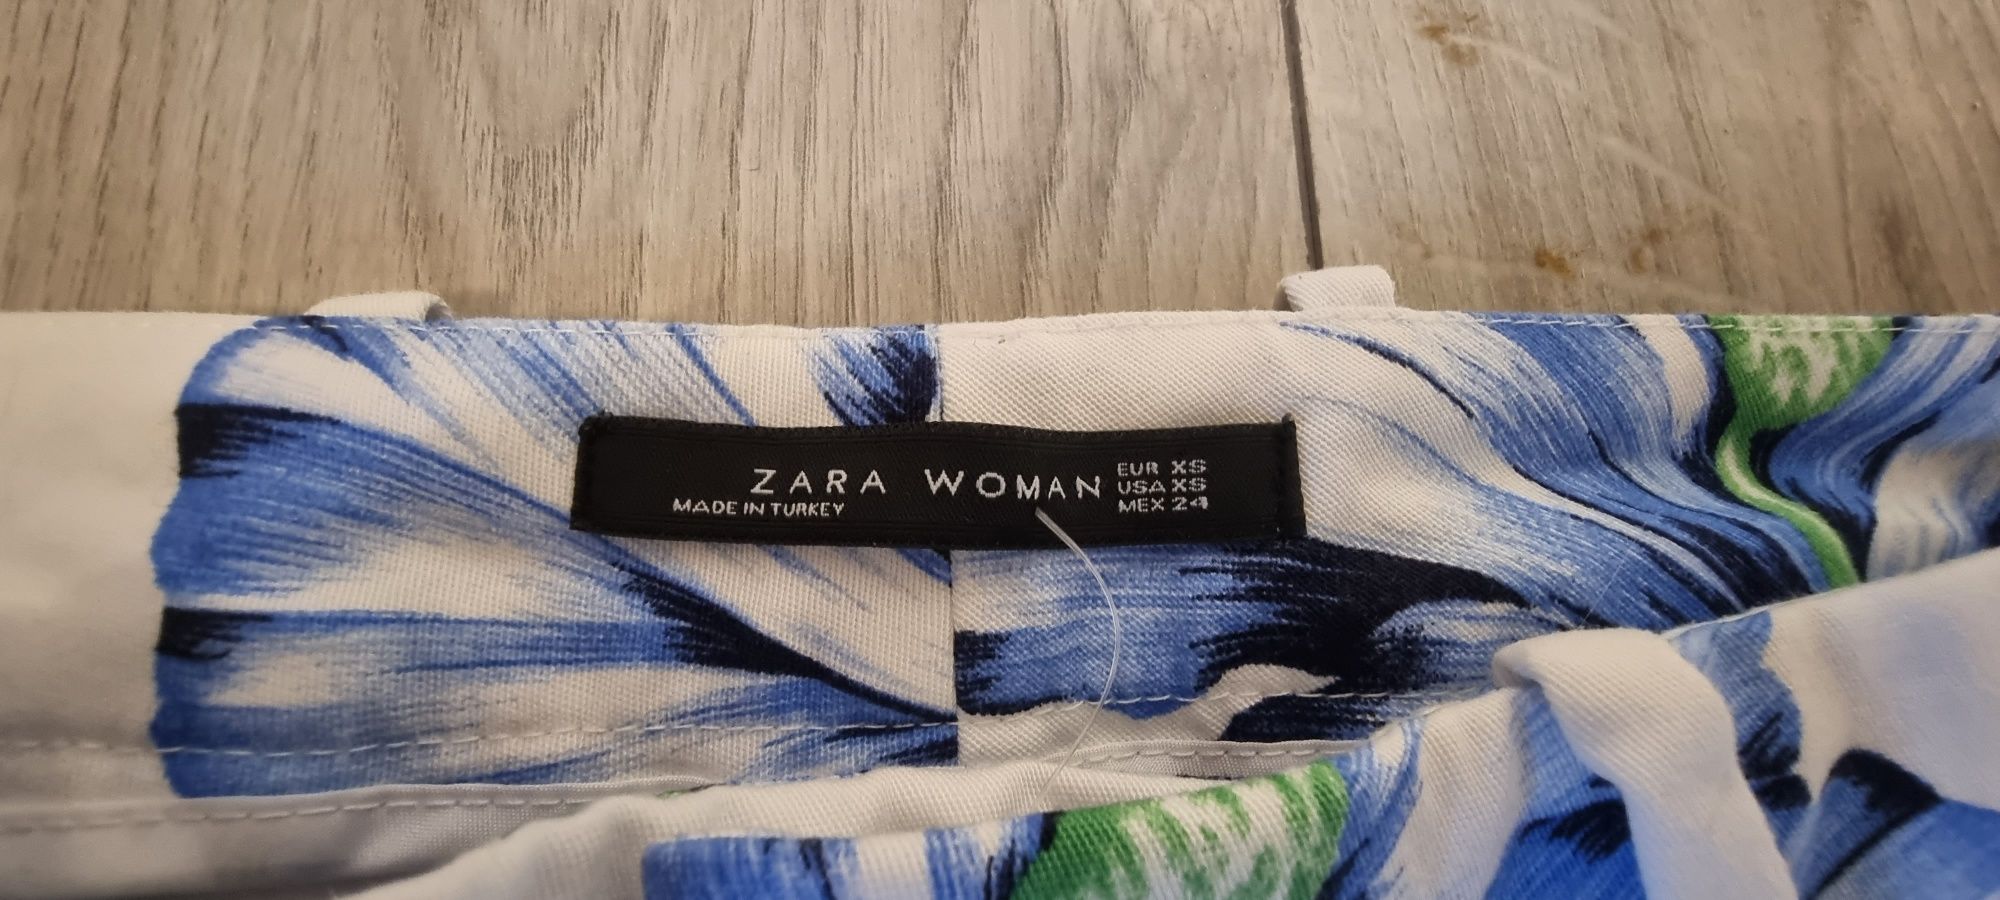 ZARA WOMAN
MADE IN TURKEY
EUR XS
USA XS
MEX 24